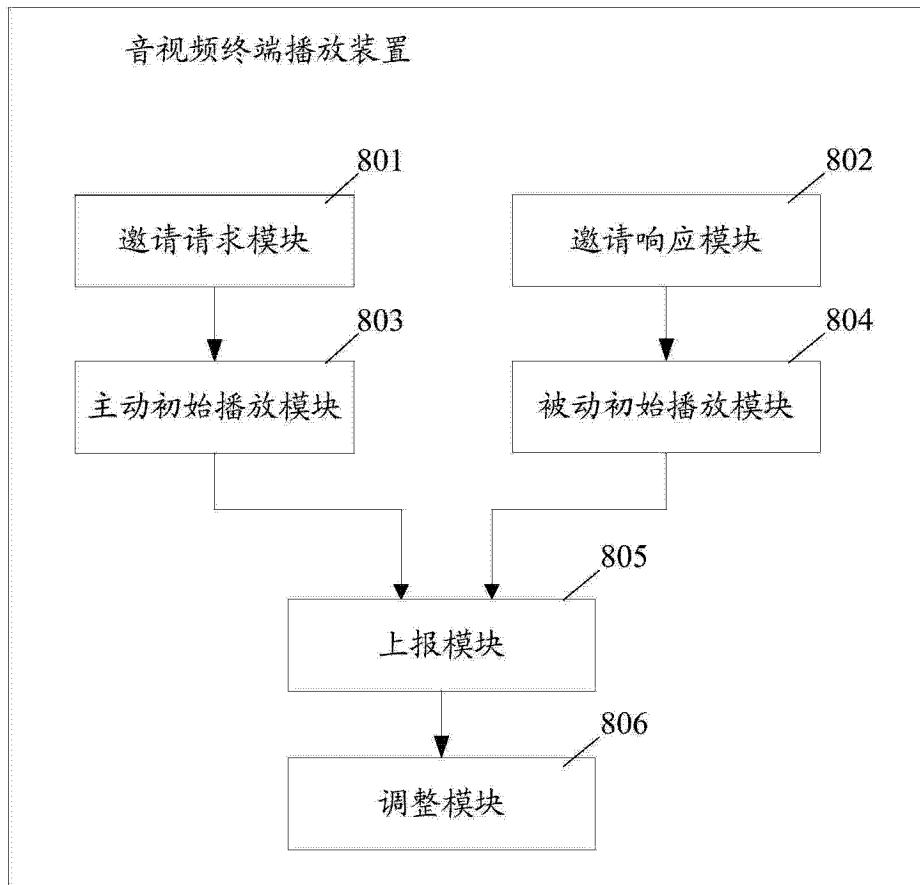 音视频终端播放装置
801
802
邀请请求模块
邀请响应模块
803
804
主动初始播放模块
被动初始播放模块
805
上报模块
806
调整模块